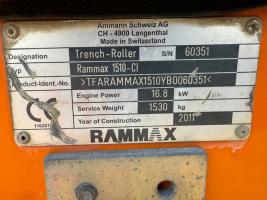 Ammann Schweiz AG
CH - 4900 Langenthal
Made in Switzerland
Designation Trench-Roller S/N 60351
Typ Rammax 1510-CI
Product-Ident.-No. >TFARAMMAX1510YB0060351<
Engine Power 16.8 kW
Service Weight 1530 kg
Year of Construction 2011
RAMMAX